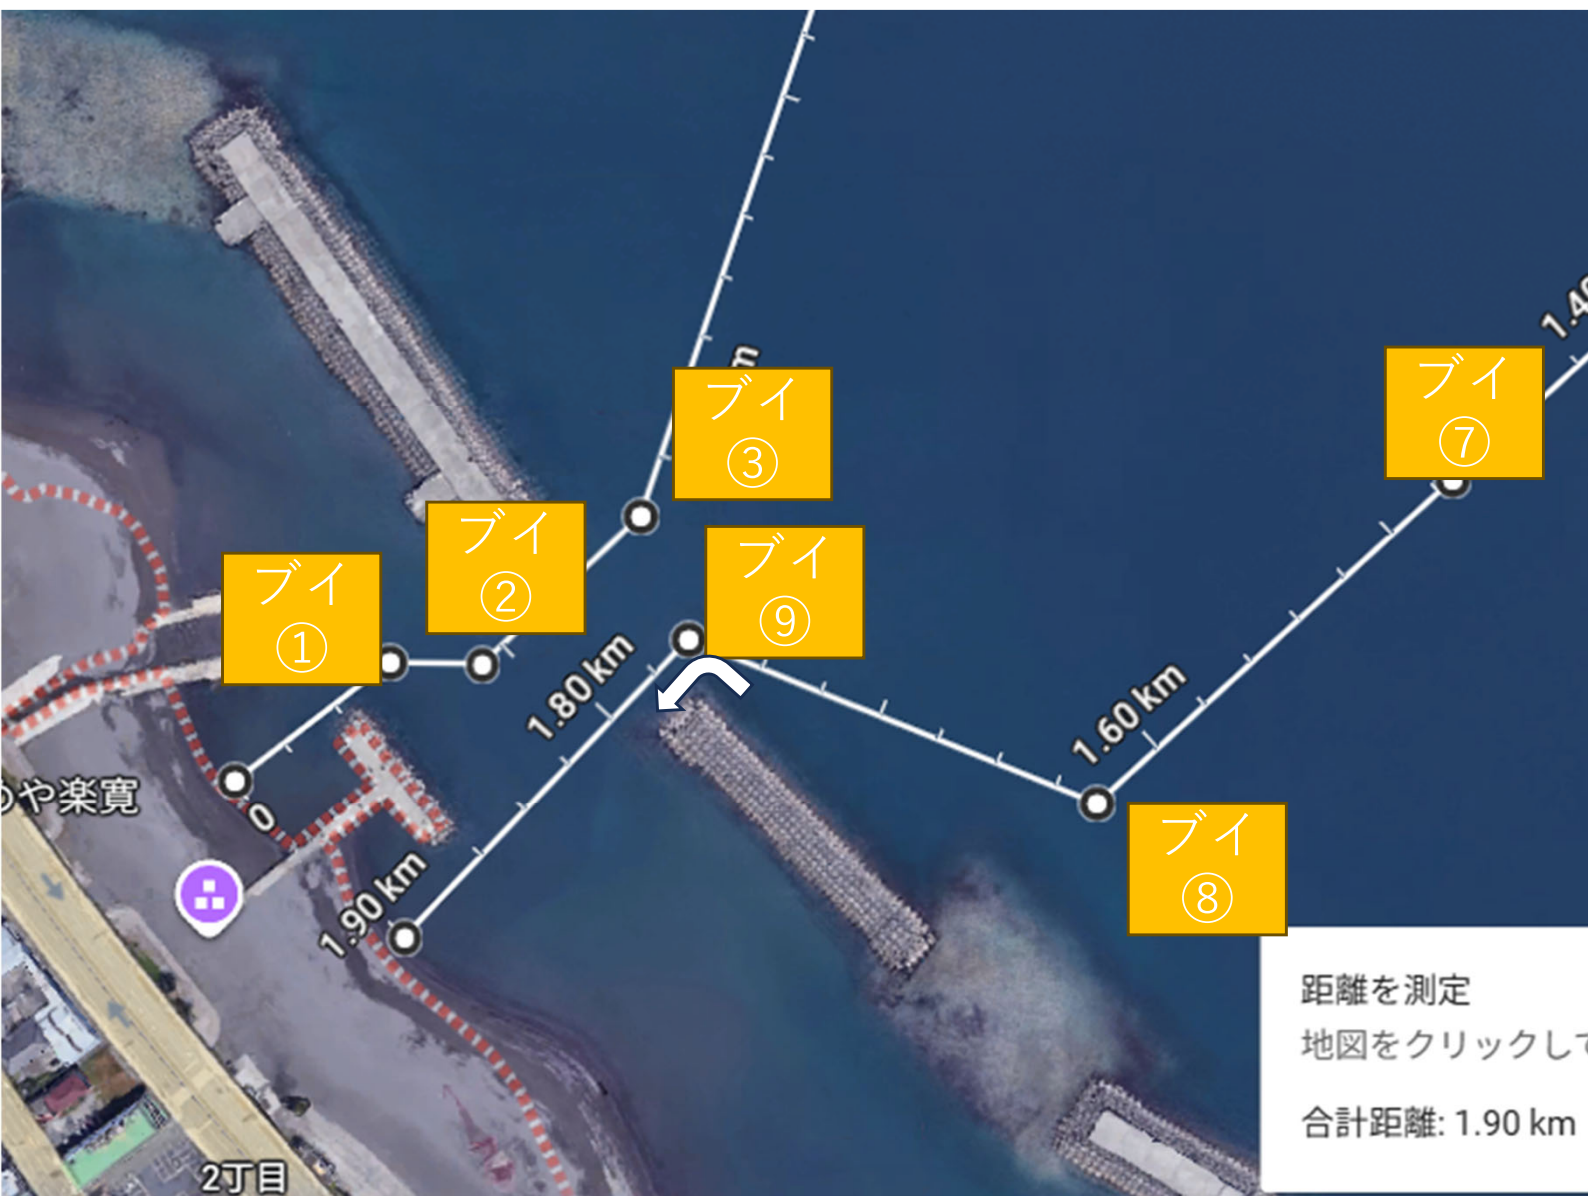 ブイ
③
ブイ
⑦
ブイ
②
ブイ
⑨
ブイ
①
1.80 km
1.60 km
や楽寛
0
ブイ
⑧
1.90 km
距離を測定
地図をクリックして
合計距離: 1.90 km
2丁目